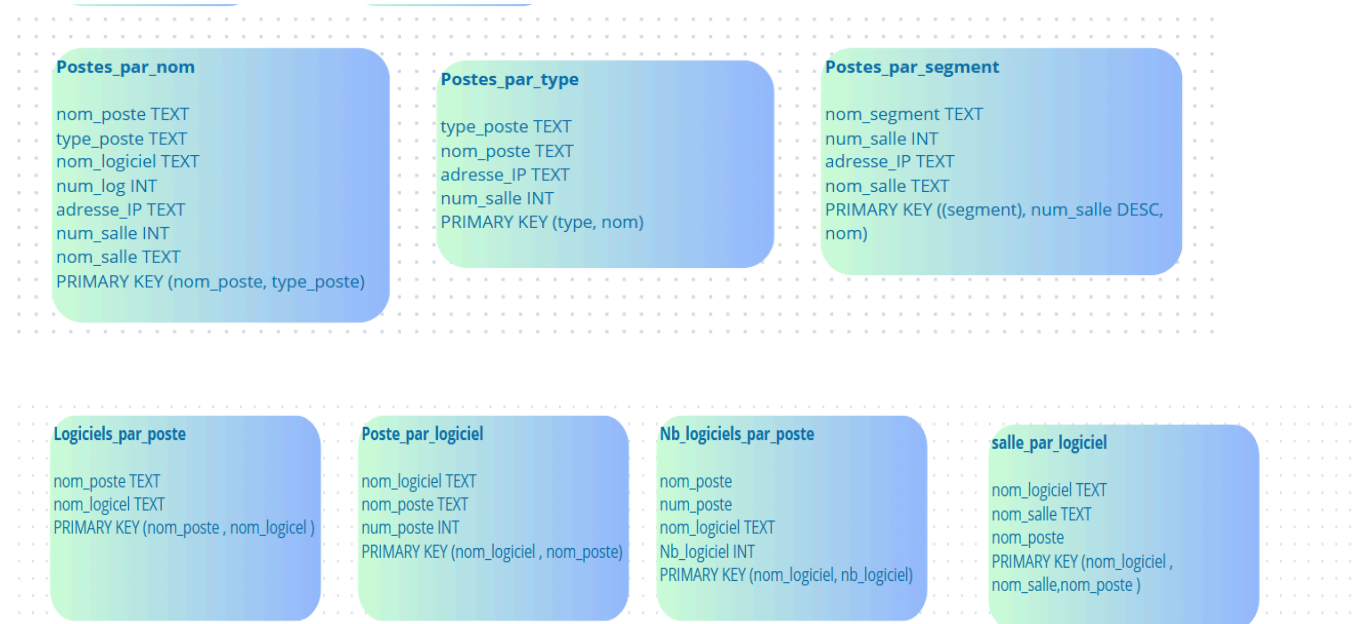 Postes_par_nom
nom_poste TEXT
type_poste TEXT
nom_logiciel TEXT
num_log INT
adresse_IP TEXT
num_salle INT
nom_salle TEXT
PRIMARY KEY (nom_poste, type_poste)
Postes_par_type
type_poste TEXT
nom_poste TEXT
adresse_IP TEXT
num_salle INT
PRIMARY KEY (type, nom)
Postes_par_segment
nom_segment TEXT
num_salle INT
adresse_IP TEXT
nom_salle TEXT
PRIMARY KEY ((segment), num_salle DESC,
nom)
Logiciels_par_poste
nom_poste TEXT
nom_logicel TEXT
PRIMARY KEY (nom_poste , nom_logicel )
Poste_par_logiciel
nom_logiciel TEXT
nom_poste TEXT
num_poste INT
PRIMARY KEY (nom_logiciel , nom_poste)
Nb_logiciels_par_poste
nom_poste
num_poste
nom_logiciel TEXT
Nb_logiciel INT
PRIMARY KEY (nom_logiciel, nb_logiciel)
salle_par_logiciel
nom_logiciel TEXT
nom_salle TEXT
nom_poste
PRIMARY KEY (nom_logiciel ,
nom_salle,nom_poste )